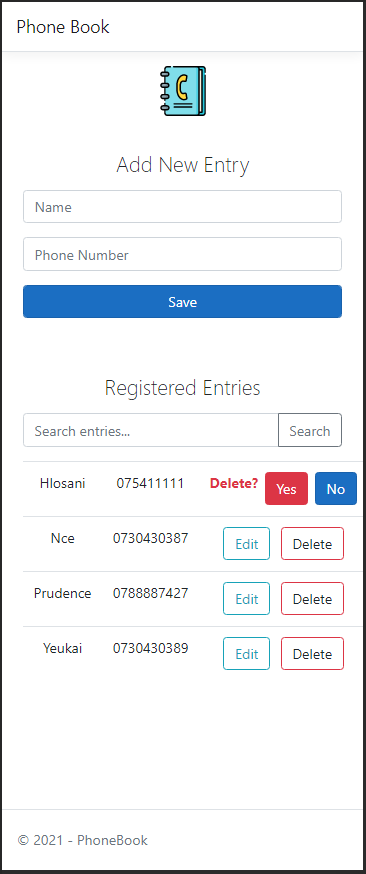 Phone Book
Add New Entry
Name
Phone Number
Save
Registered Entries
Search entries... Search
Hlosani 075411111 Delete? Yes No
Nce 0730430387 Edit Delete
Prudence 0788887427 Edit Delete
Yeukai 0730430389 Edit Delete
© 2021 - PhoneBook